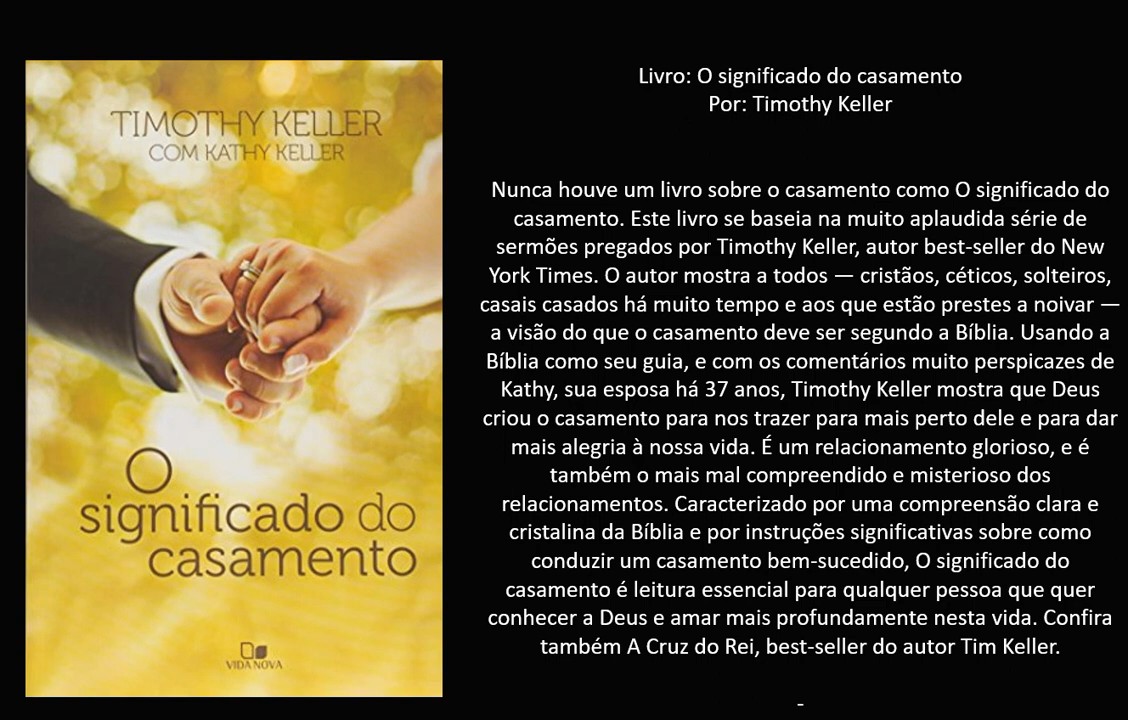 TIMOTHY KELLER
COM KATHY KELLER
O
significado do
casamento
VIDA NOVA
Livro: O significado do casamento
Por: Timothy Keller
Nunca houve um livro sobre o casamento como O significado do
casamento. Este livro se baseia na muito aplaudida série de
sermões pregados por Timothy Keller, autor best-seller do New
York Times. O autor mostra a todos — cristãos, céticos, solteiros,
casais casados há muito tempo e aos que estão prestes a noivar —
a visão do que o casamento deve ser segundo a Bíblia. Usando a
Bíblia como seu guia, e com os comentários muito perspicazes de
Kathy, sua esposa há 37 anos, Timothy Keller mostra que Deus
criou o casamento para nos trazer para mais perto dele e para dar
mais alegria à nossa vida. É um relacionamento glorioso, e é
também o mais mal compreendido e misterioso dos
relacionamentos. Caracterizado por uma compreensão clara e
cristalina da Bíblia e por instruções significativas sobre como
conduzir um casamento bem-sucedido, O significado do
casamento é leitura essencial para qualquer pessoa que quer
conhecer a Deus e amar mais profundamente nesta vida. Confira
também A Cruz do Rei, best-seller do autor Tim Keller.
-